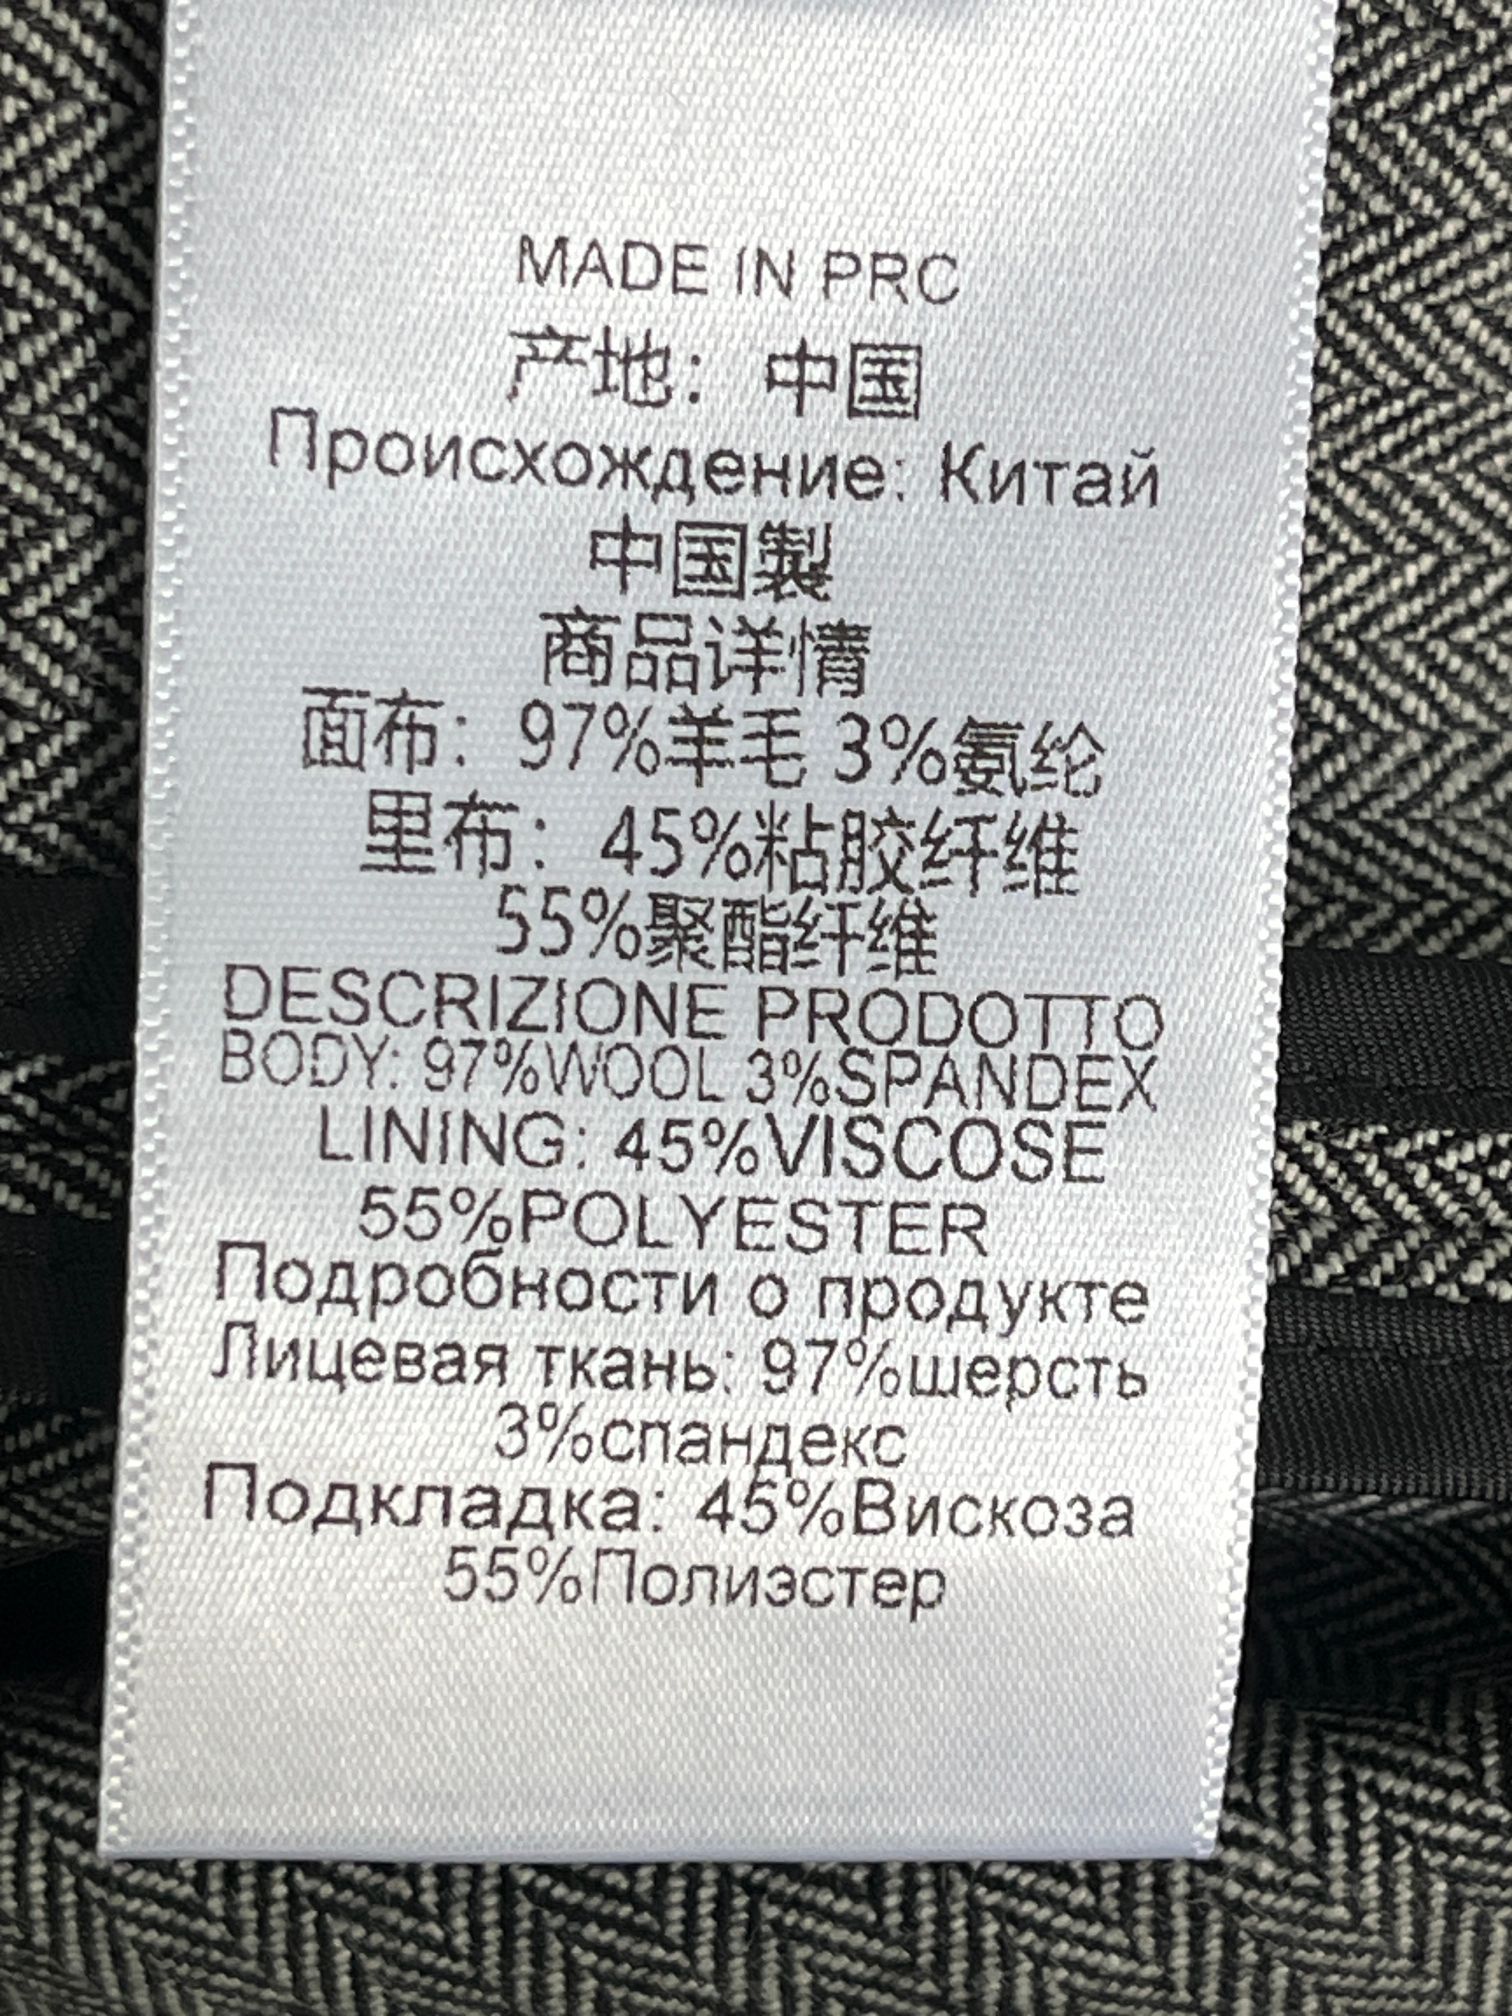 MADE IN PRC
产地：中国
Происхождение: Китай
中国製
商品详情
面布：97%羊毛 3%氨纶
里布：45%粘胶纤维
55%聚酯纤维
DESCRIZIONE PRODOTTO
BODY: 97%WOOL 3%SPANDEX
LINING: 45%VISCOSE
55%POLYESTER
Подробности о продукте
Лицевая ткань: 97%шерсть
3%спандекс
Подкладка: 45%Вискоза
55%Полиэстер